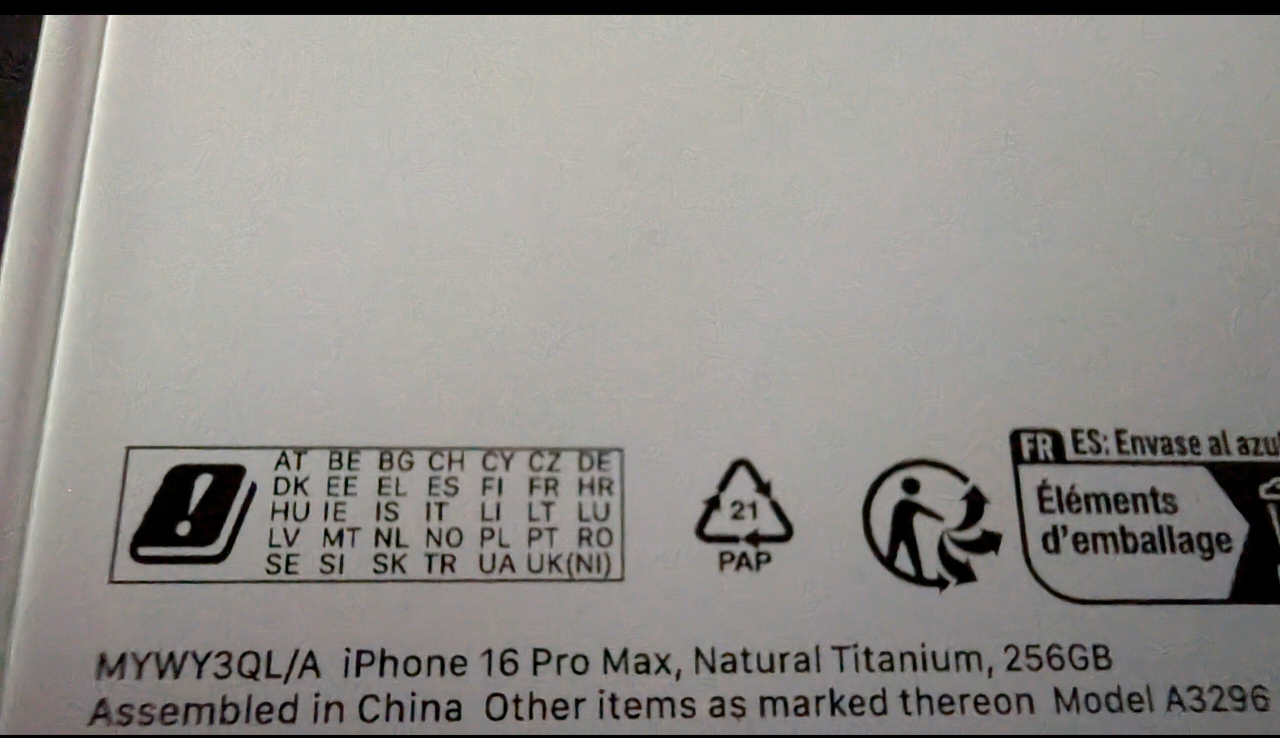 AT BE BG CH CY CZ DE
DK EE EL ES FI FR HR
HU IE IS IT LI LT LU
LV MT NL NO PL PT RO
SE SI SK TR UA UK(NI)
21
PAP
FR ES: Envase al
Éléments
d'emballage
MYWY3QL/A iPhone 16 Pro Max, Natural Titanium, 256GB
Assembled in China Other items as marked thereon Model A3296